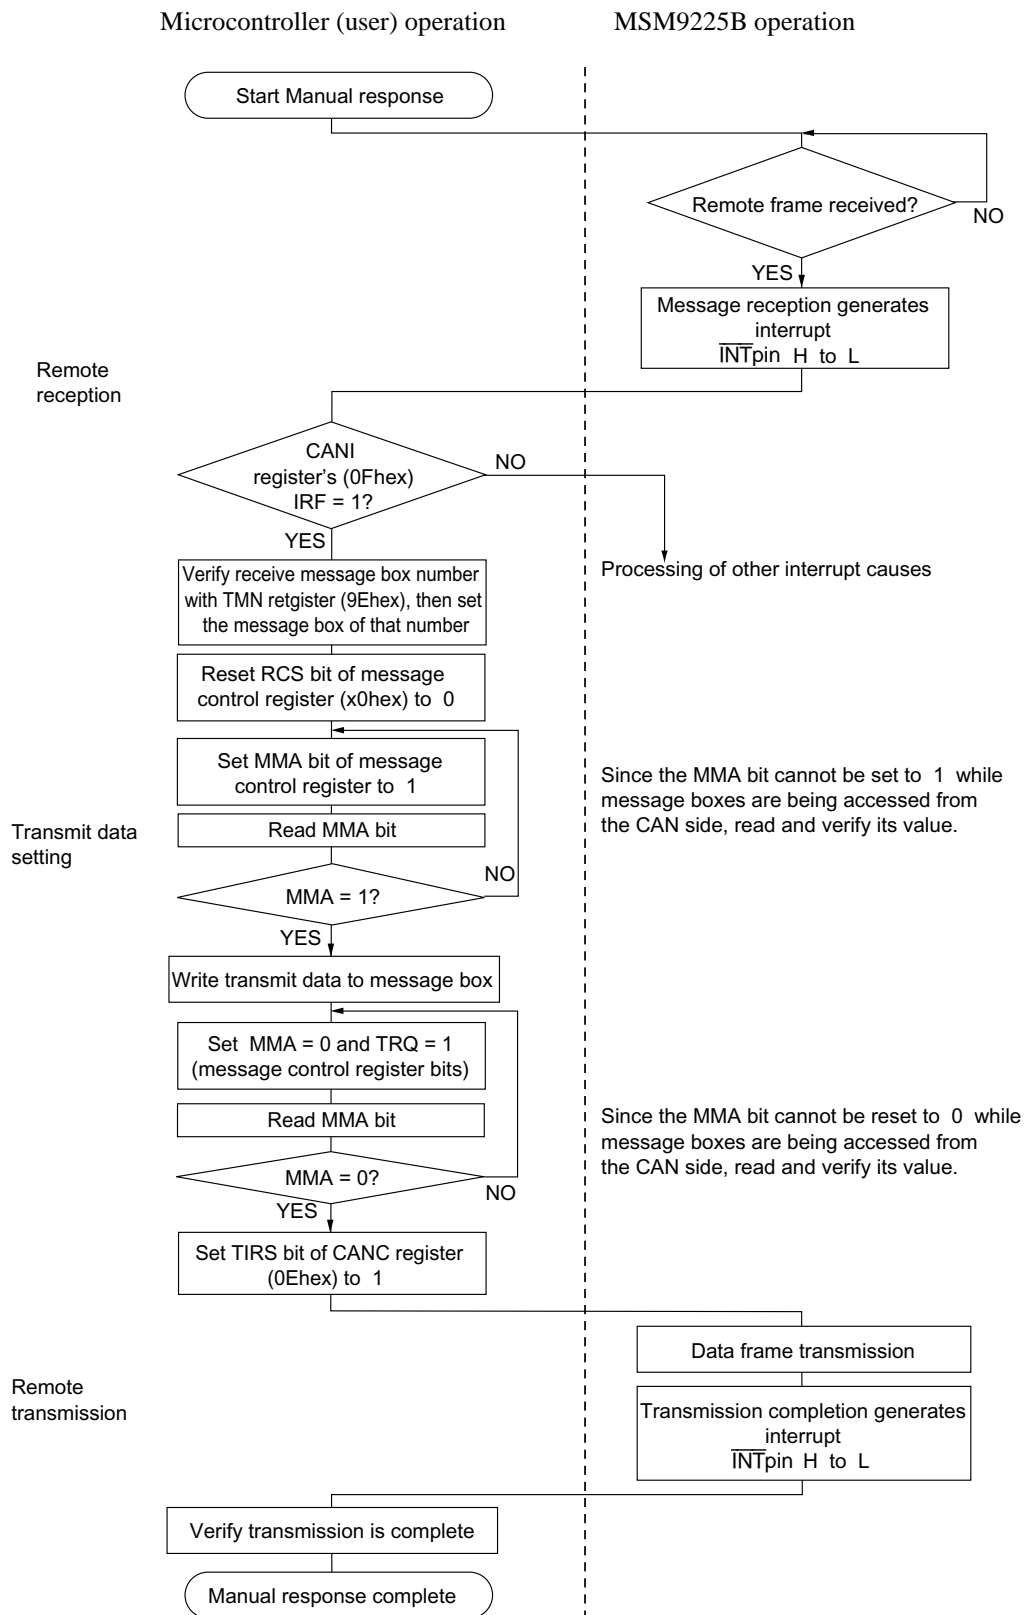 Microcontroller (user) operation
MSM9225B operation
Start Manual response
Remote frame received?
NO
YES
Message reception generates
interrupt
INT pin H to L
Remote
reception
CANI
register's (0Fhex)
IRF = 1?
NO
YES
Processing of other interrupt causes
Verify receive message box number
with TMN retgister (9Ehex), then set
the message box of that number
Reset RCS bit of message
control register (x0hex) to 0
Set MMA bit of message
control register to 1
Since the MMA bit cannot be set to 1 while
message boxes are being accessed from
the CAN side, read and verify its value.
Read MMA bit
Transmit data
setting
MMA = 1?
NO
YES
Write transmit data to message box
Set MMA = 0 and TRQ = 1
(message control register bits)
Read MMA bit
Since the MMA bit cannot be reset to 0 while
message boxes are being accessed from
the CAN side, read and verify its value.
MMA = 0?
NO
YES
Set TIRS bit of CANC register
(0Ehex) to 1
Data frame transmission
Remote
transmission
Transmission completion generates
interrupt
INT pin H to L
Verify transmission is complete
Manual response complete